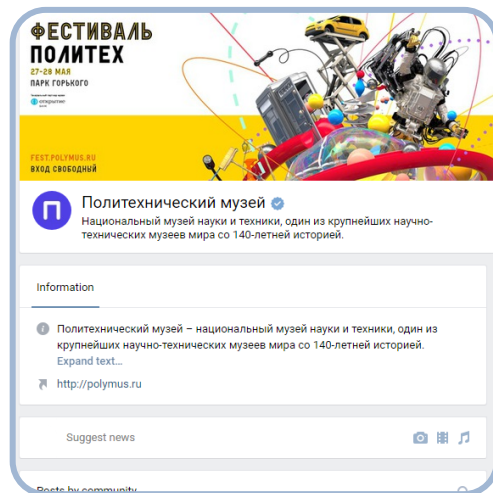 ФЕСТИВАЛЬ
ПОЛИТЕХ
27-28 МАЯ
ПАРК ГОРЬКОГО
открытие
FEST.POLYMUS.RU
ВХОД СВОБОДНЫЙ
П
Политехнический музей
Национальный музей науки и техники, один из крупнейших научно-
технических музеев мира со 140-летней историей.
Information
Политехнический музей – национальный музей науки и техники, один из
крупнейших научно-технических музеев мира со 140-летней историей.
Expand text...
http://polymus.ru
Suggest news
Posts by community